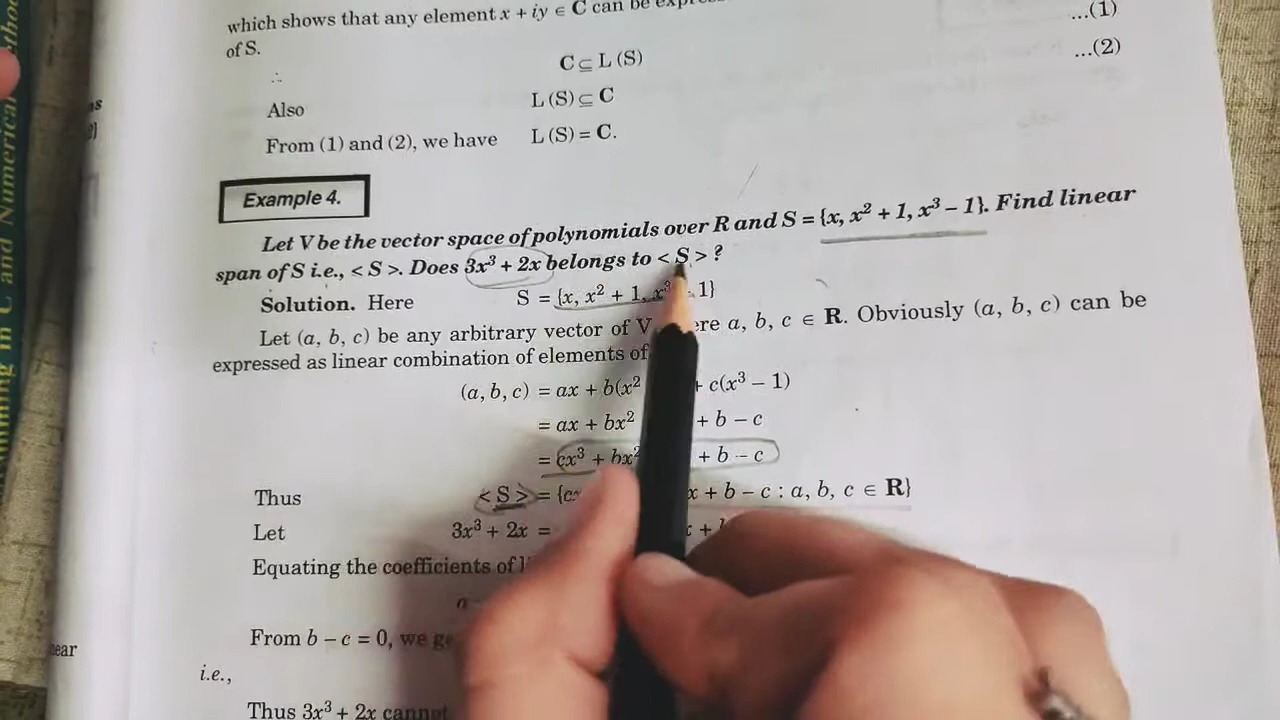 which shows that any element x + iy ∈ C can be
of S.
...(1)
∴ C ⊆ L (S)
...(2)
Also L (S) ⊆ C
From (1) and (2), we have L (S) = C.
Example 4.
Let V be the vector space of polynomials over R and S = {x, x² + 1, x³ – 1}. Find linear
span of S i.e., < S >. Does 3x³ + 2x belongs to < S > ?
Solution. Here S = {x, x² + 1, x³ 1}
Let (a, b, c) be any arbitrary vector of V a, b, c ∈ R. Obviously (a, b, c) can be
expressed as linear combination of elements of
(a, b, c) = ax + b(x² + c(x³ – 1)
= ax + bx² + b – c
= cx³ + bx² + b – c
Thus < S > = {c x + b – c : a, b, c ∈ R}
Let 3x³ + 2x =
Equating the coefficients of
From b – c = 0, we
i.e.,
Thus 3x³ + 2x cannot
and Numerical
in C